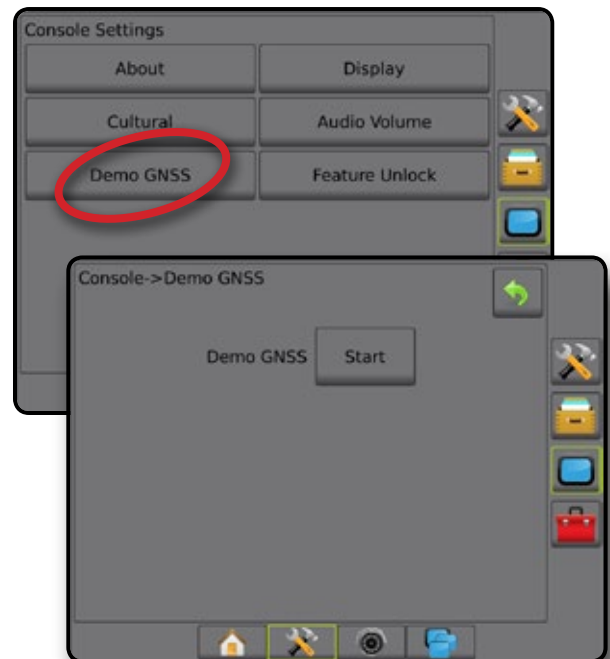 Console Settings
About Display
Cultural Audio Volume
Demo GNSS Feature Unlock
Console->Demo GNSS
Demo GNSS Start